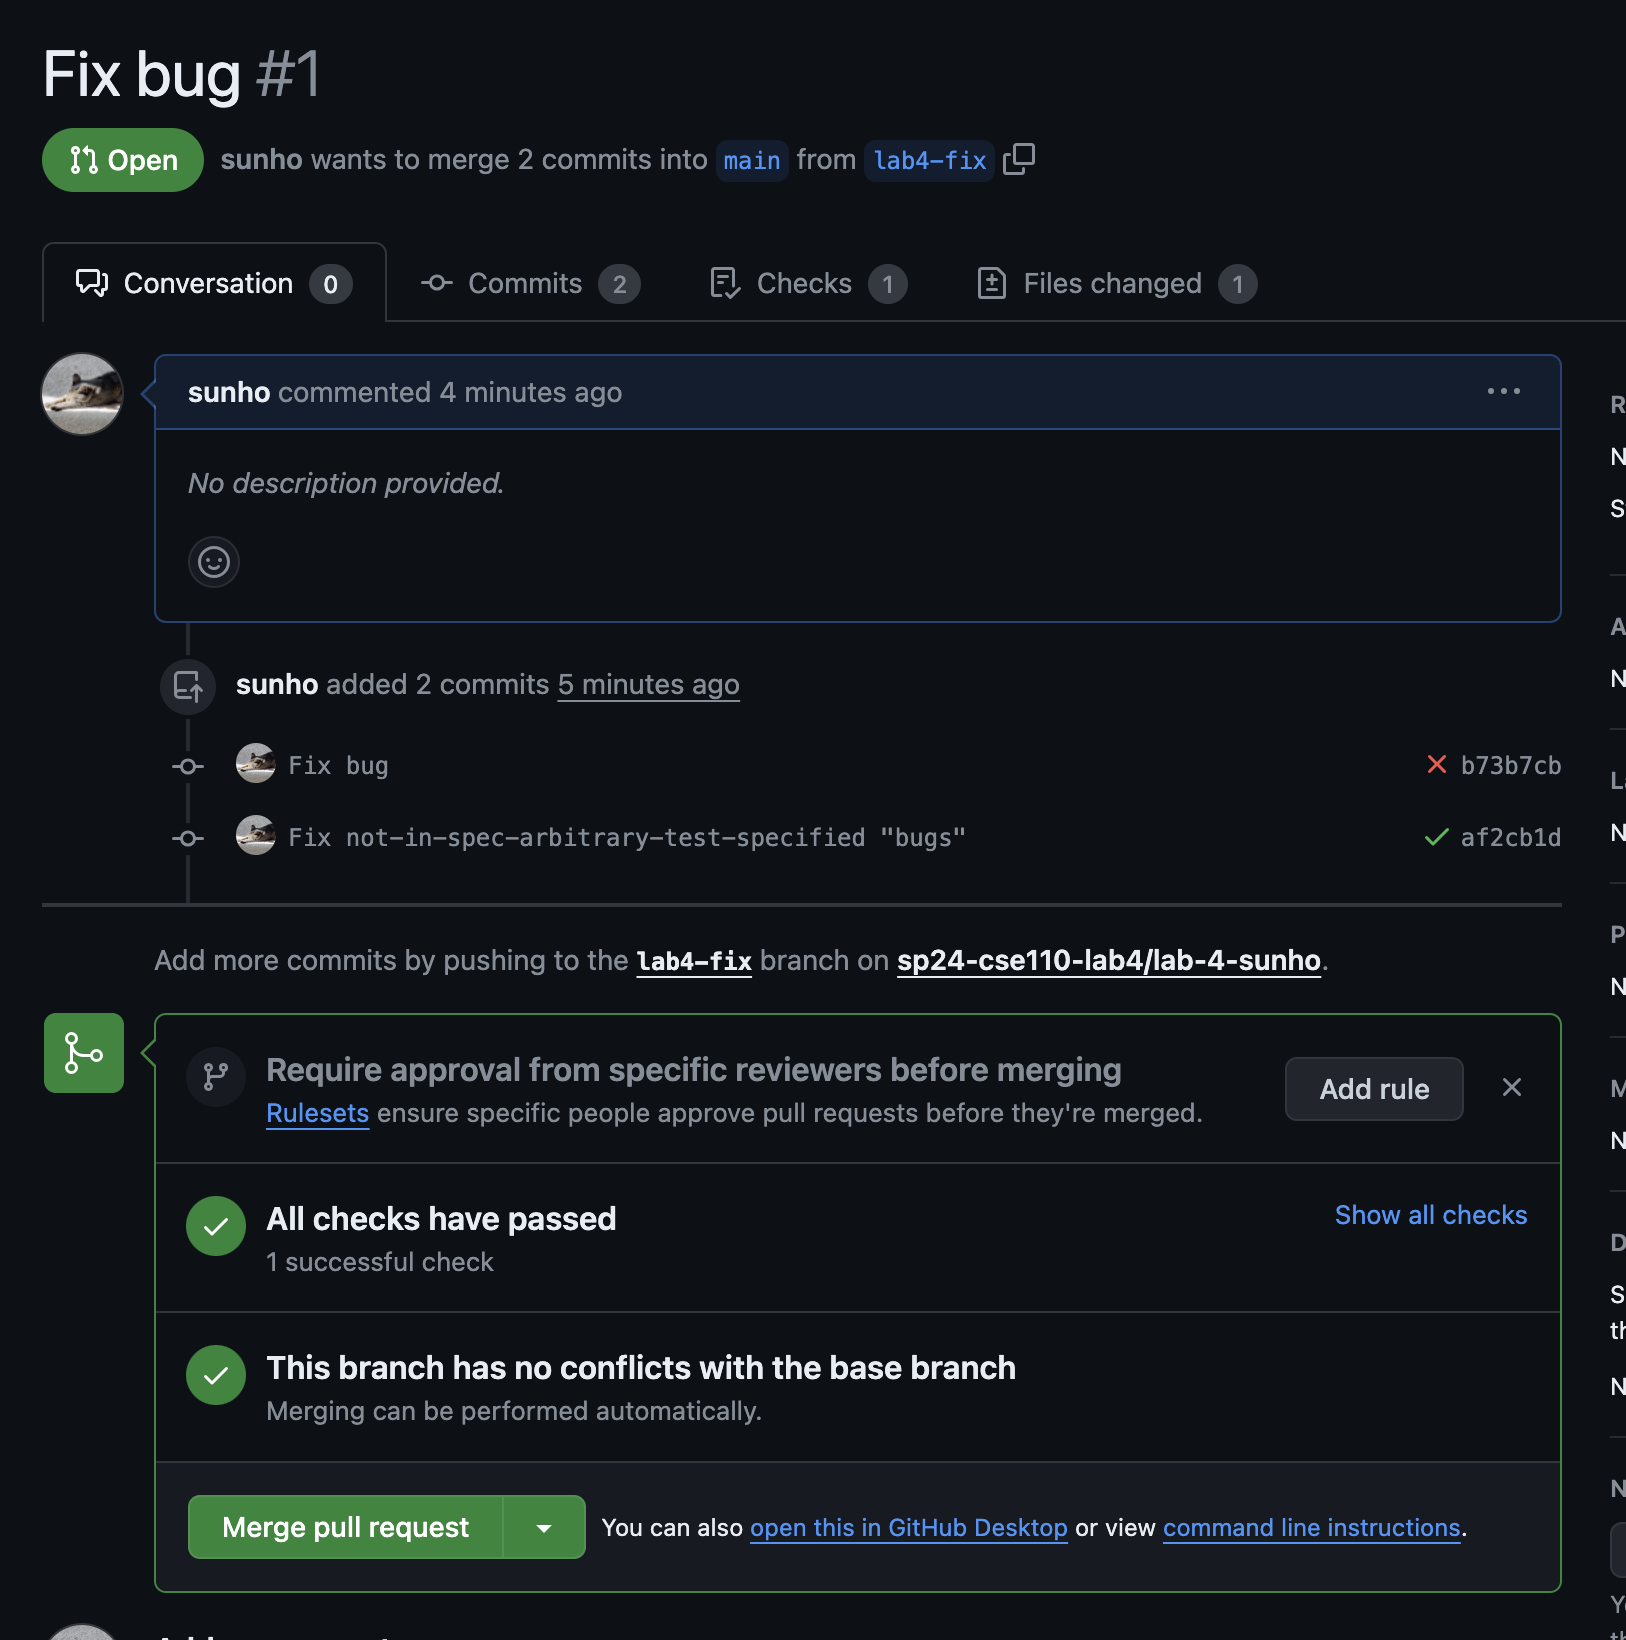 Fix bug #1
Open sunho wants to merge 2 commits into main from lab4-fix
Conversation 0 Commits 2 Checks 1 Files changed 1
sunho commented 4 minutes ago
No description provided.
sunho added 2 commits 5 minutes ago
Fix bug b73b7cb
Fix not-in-spec-arbitrary-test-specified "bugs" af2cb1d
Add more commits by pushing to the lab4-fix branch on sp24-cse110-lab4/lab-4-sunho.
Require approval from specific reviewers before merging
Rulesets ensure specific people approve pull requests before they're merged.
Add rule
All checks have passed
1 successful check
Show all checks
This branch has no conflicts with the base branch
Merging can be performed automatically.
Merge pull request You can also open this in GitHub Desktop or view command line instructions.